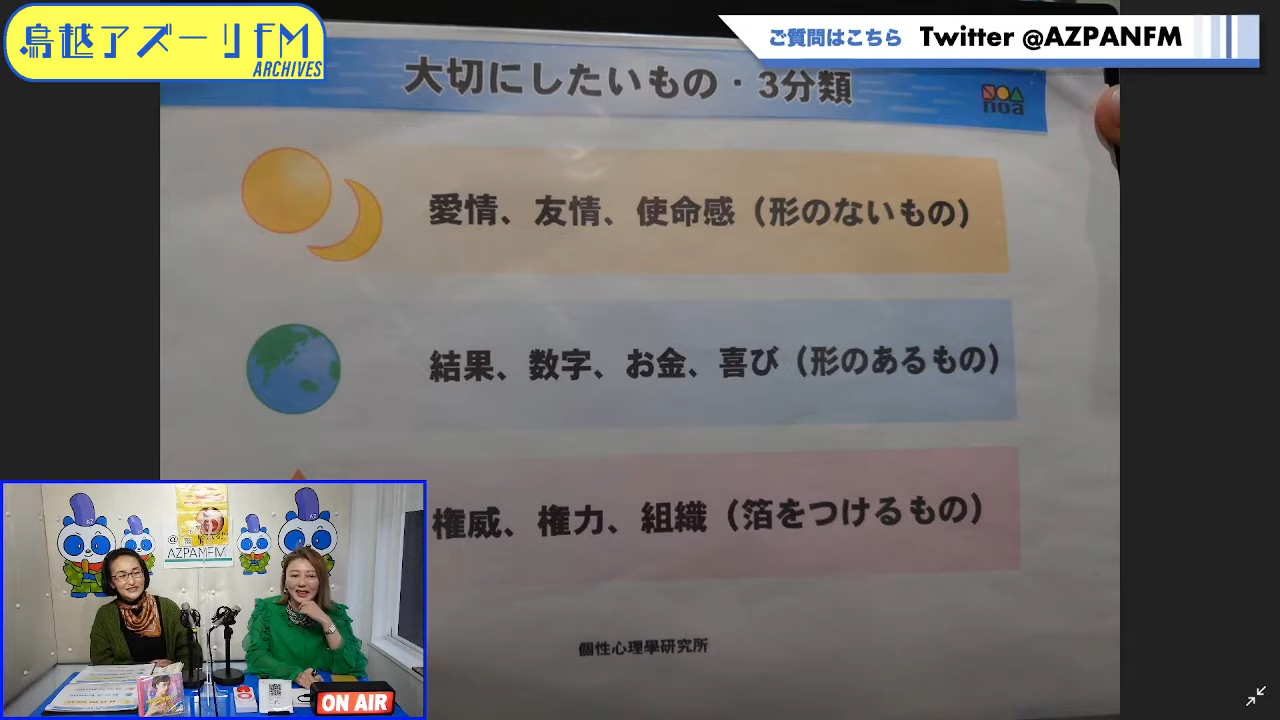 鳥越アズーリFM
ARCHIVES
ご質問はこちら Twitter @AZPANFM
大切にしたいもの・3分類
noa
愛情、友情、使命感（形のないもの）
結果、数字、お金、喜び（形のあるもの）
権威、権力、組織（箔をつけるもの）
個性心理學研究所
AZ
AZPANFM
ON AIR